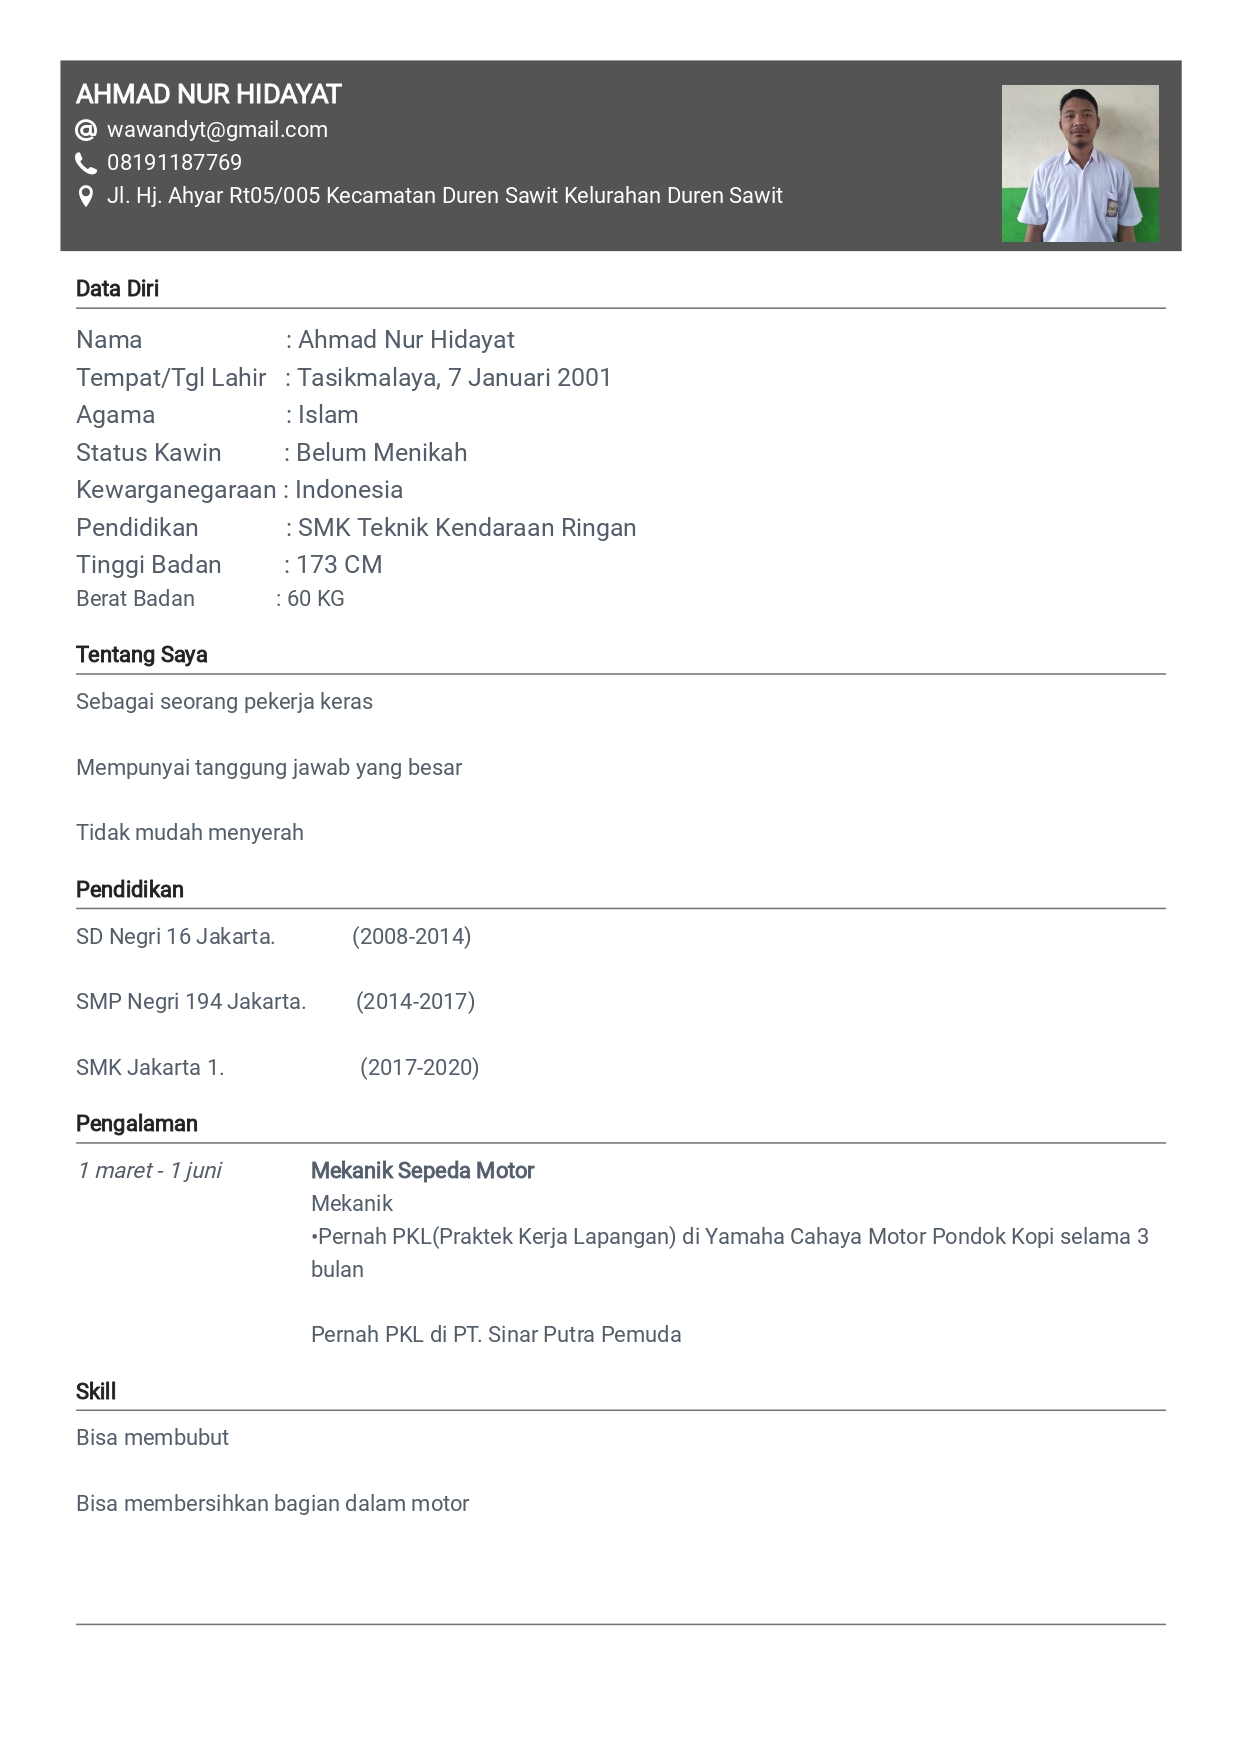 AHMAD NUR HIDAYAT
wawandyt@gmail.com
08191187769
Jl. Hj. Ahyar Rt05/005 Kecamatan Duren Sawit Kelurahan Duren Sawit
Data Diri
Nama : Ahmad Nur Hidayat
Tempat/Tgl Lahir : Tasikmalaya, 7 Januari 2001
Agama : Islam
Status Kawin : Belum Menikah
Kewarganegaraan : Indonesia
Pendidikan : SMK Teknik Kendaraan Ringan
Tinggi Badan : 173 CM
Berat Badan : 60 KG
Tentang Saya
Sebagai seorang pekerja keras
Mempunyai tanggung jawab yang besar
Tidak mudah menyerah
Pendidikan
SD Negri 16 Jakarta. (2008-2014)
SMP Negri 194 Jakarta. (2014-2017)
SMK Jakarta 1. (2017-2020)
Pengalaman
1 maret - 1 juni Mekanik Sepeda Motor
Mekanik
•Pernah PKL(Praktek Kerja Lapangan) di Yamaha Cahaya Motor Pondok Kopi selama 3
bulan
Pernah PKL di PT. Sinar Putra Pemuda
Skill
Bisa membubut
Bisa membersihkan bagian dalam motor